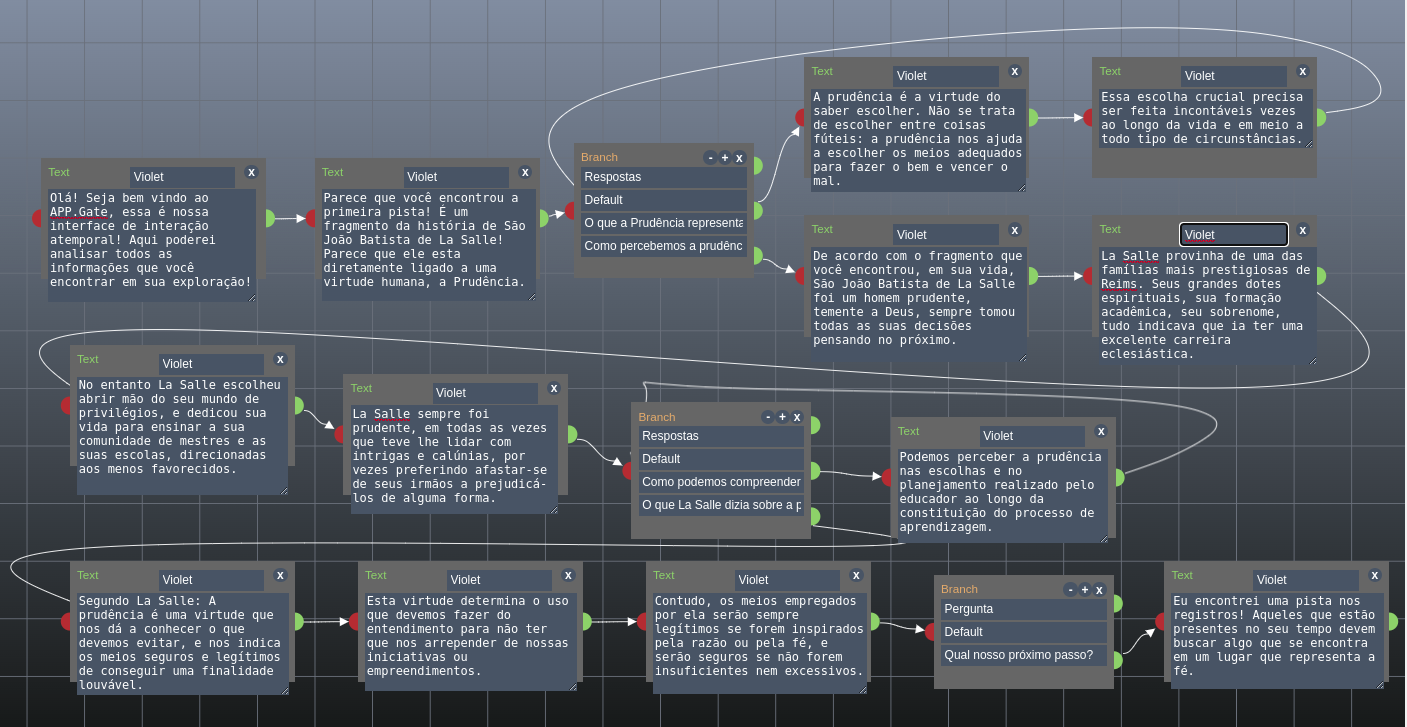 Text
Violet
x
Olá! Seja bem vindo ao
APP.Gate, essa é nossa
interface de interação
atemporal! Aqui poderei
analisar todos as
informações que você
encontrar em sua exploração!
Text
Violet
x
Parece que você encontrou a
primeira pista! É um
fragmento da história de São
João Batista de La Salle!
Parece que ele esta
diretamente ligado a uma
virtude humana, a Prudência.
Branch
- + x
Respostas
Default
O que a Prudência representa
Como percebemos a prudênc
Text
Violet
x
A prudência é a virtude do
saber escolher. Não se trata
de escolher entre coisas
fúteis: a prudência nos ajuda
a escolher os meios adequados
para fazer o bem e vencer o
mal.
Text
Violet
x
Essa escolha crucial precisa
ser feita incontáveis vezes
ao longo da vida e em meio a
todo tipo de circunstâncias.
Text
Violet
x
De acordo com o fragmento que
você encontrou, em sua vida,
São João Batista de La Salle
foi um homem prudente,
temente a Deus, sempre tomou
todas as suas decisões
pensando no próximo.
Text
Violet
x
La Salle provinha de uma das
famílias mais prestigiosas de
Reims. Seus grandes dotes
espirituais, sua formação
acadêmica, seu sobrenome,
tudo indicava que ia ter uma
excelente carreira
eclesiástica.
Text
Violet
x
No entanto La Salle escolheu
abrir mão do seu mundo de
privilégios, e dedicou sua
vida para ensinar a sua
comunidade de mestres e as
suas escolas, direcionadas
aos menos favorecidos.
Text
Violet
x
La Salle sempre foi
prudente, em todas as vezes
que teve lhe lidar com
intrigas e calúnias, por
vezes preferindo afastar-se
de seus irmãos a prejudicá-
los de alguma forma.
Branch
- + x
Respostas
Default
Como podemos compreender
O que La Salle dizia sobre a p
Text
Violet
x
Podemos perceber a prudência
nas escolhas e no
planejamento realizado pelo
educador ao longo da
constituição do processo de
aprendizagem.
Text
Violet
x
Segundo La Salle: A
prudência é uma virtude que
nos dá a conhecer o que
devemos evitar, e nos indica
os meios seguros e legítimos
de conseguir uma finalidade
louvável.
Text
Violet
x
Esta virtude determina o uso
que devemos fazer do
entendimento para não ter
que nos arrepender de nossas
iniciativas ou
empreendimentos.
Text
Violet
x
Contudo, os meios empregados
por ela serão sempre
legítimos se forem inspirados
pela razão ou pela fé, e
serão seguros se não forem
insuficientes nem excessivos.
Branch
- + x
Pergunta
Default
Qual nosso próximo passo?
Text
Violet
x
Eu encontrei uma pista nos
registros! Aqueles que estão
presentes no seu tempo devem
buscar algo que se encontra
em um lugar que representa a
fé.